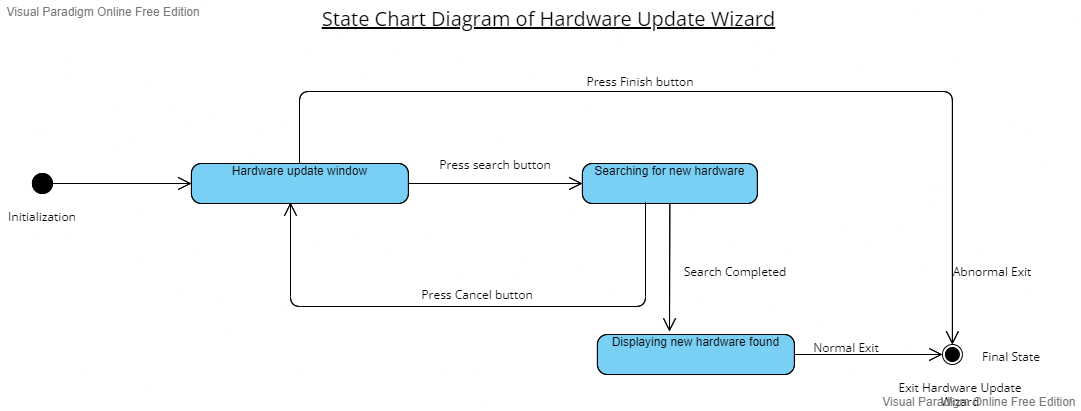 Visual Paradigm Online Free Edition
State Chart Diagram of Hardware Update Wizard
Press Finish button
Press search button
Hardware update window
Searching for new hardware
Initialization
Search Completed
Abnormal Exit
Press Cancel button
Displaying new hardware found
Normal Exit
Final State
Exit Hardware Update
Wizard
Visual Paradigm Online Free Edition